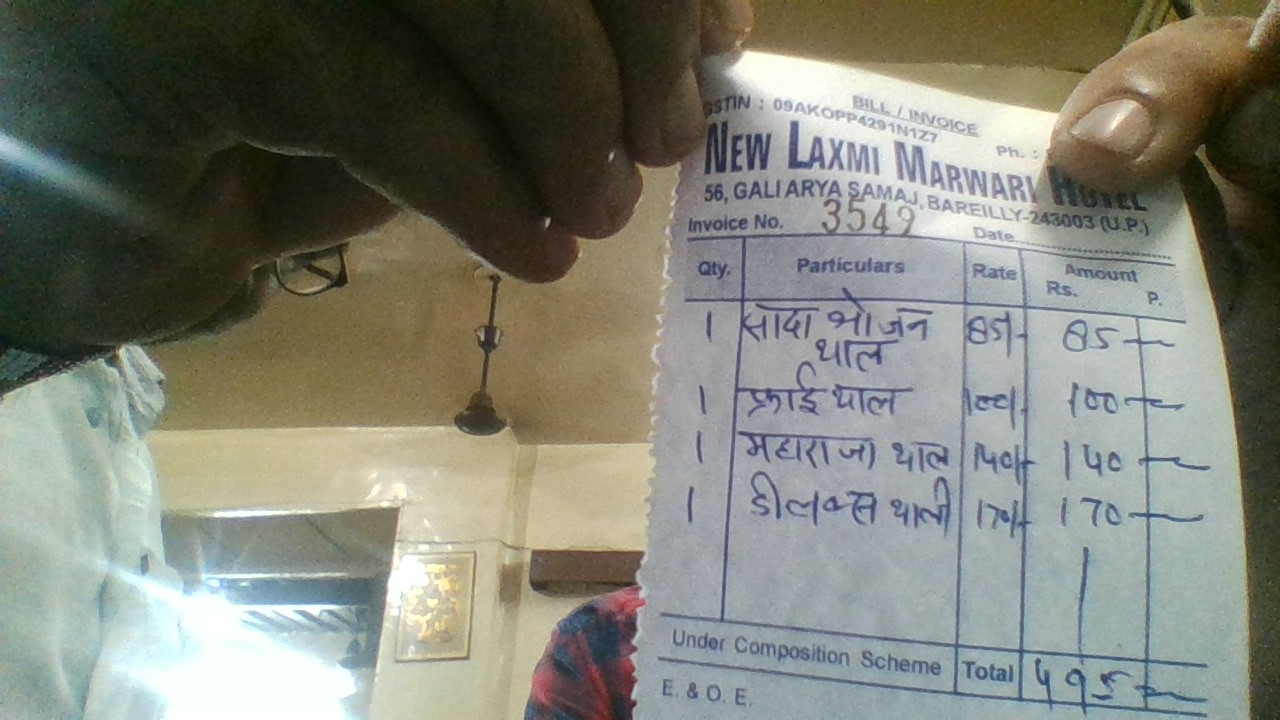 BILL / INVOICE
GSTIN : 09AKOPP4291N1Z7
Ph. :
NEW LAXMI MARWARI HOTEL
56, GALI ARYA SAMAJ, BAREILLY-243003 (U.P.)
Invoice No. 3549 Date
Qty. Particulars Rate Amount
Rs. P.
1 सादा भोजन 85/- 85
थाल
1 फ्राई थाल 100/- 100
1 महाराजा थाल 140/- 140
1 डीलक्स थाली 170/- 170
Under Composition Scheme Total 495
E. & O. E.